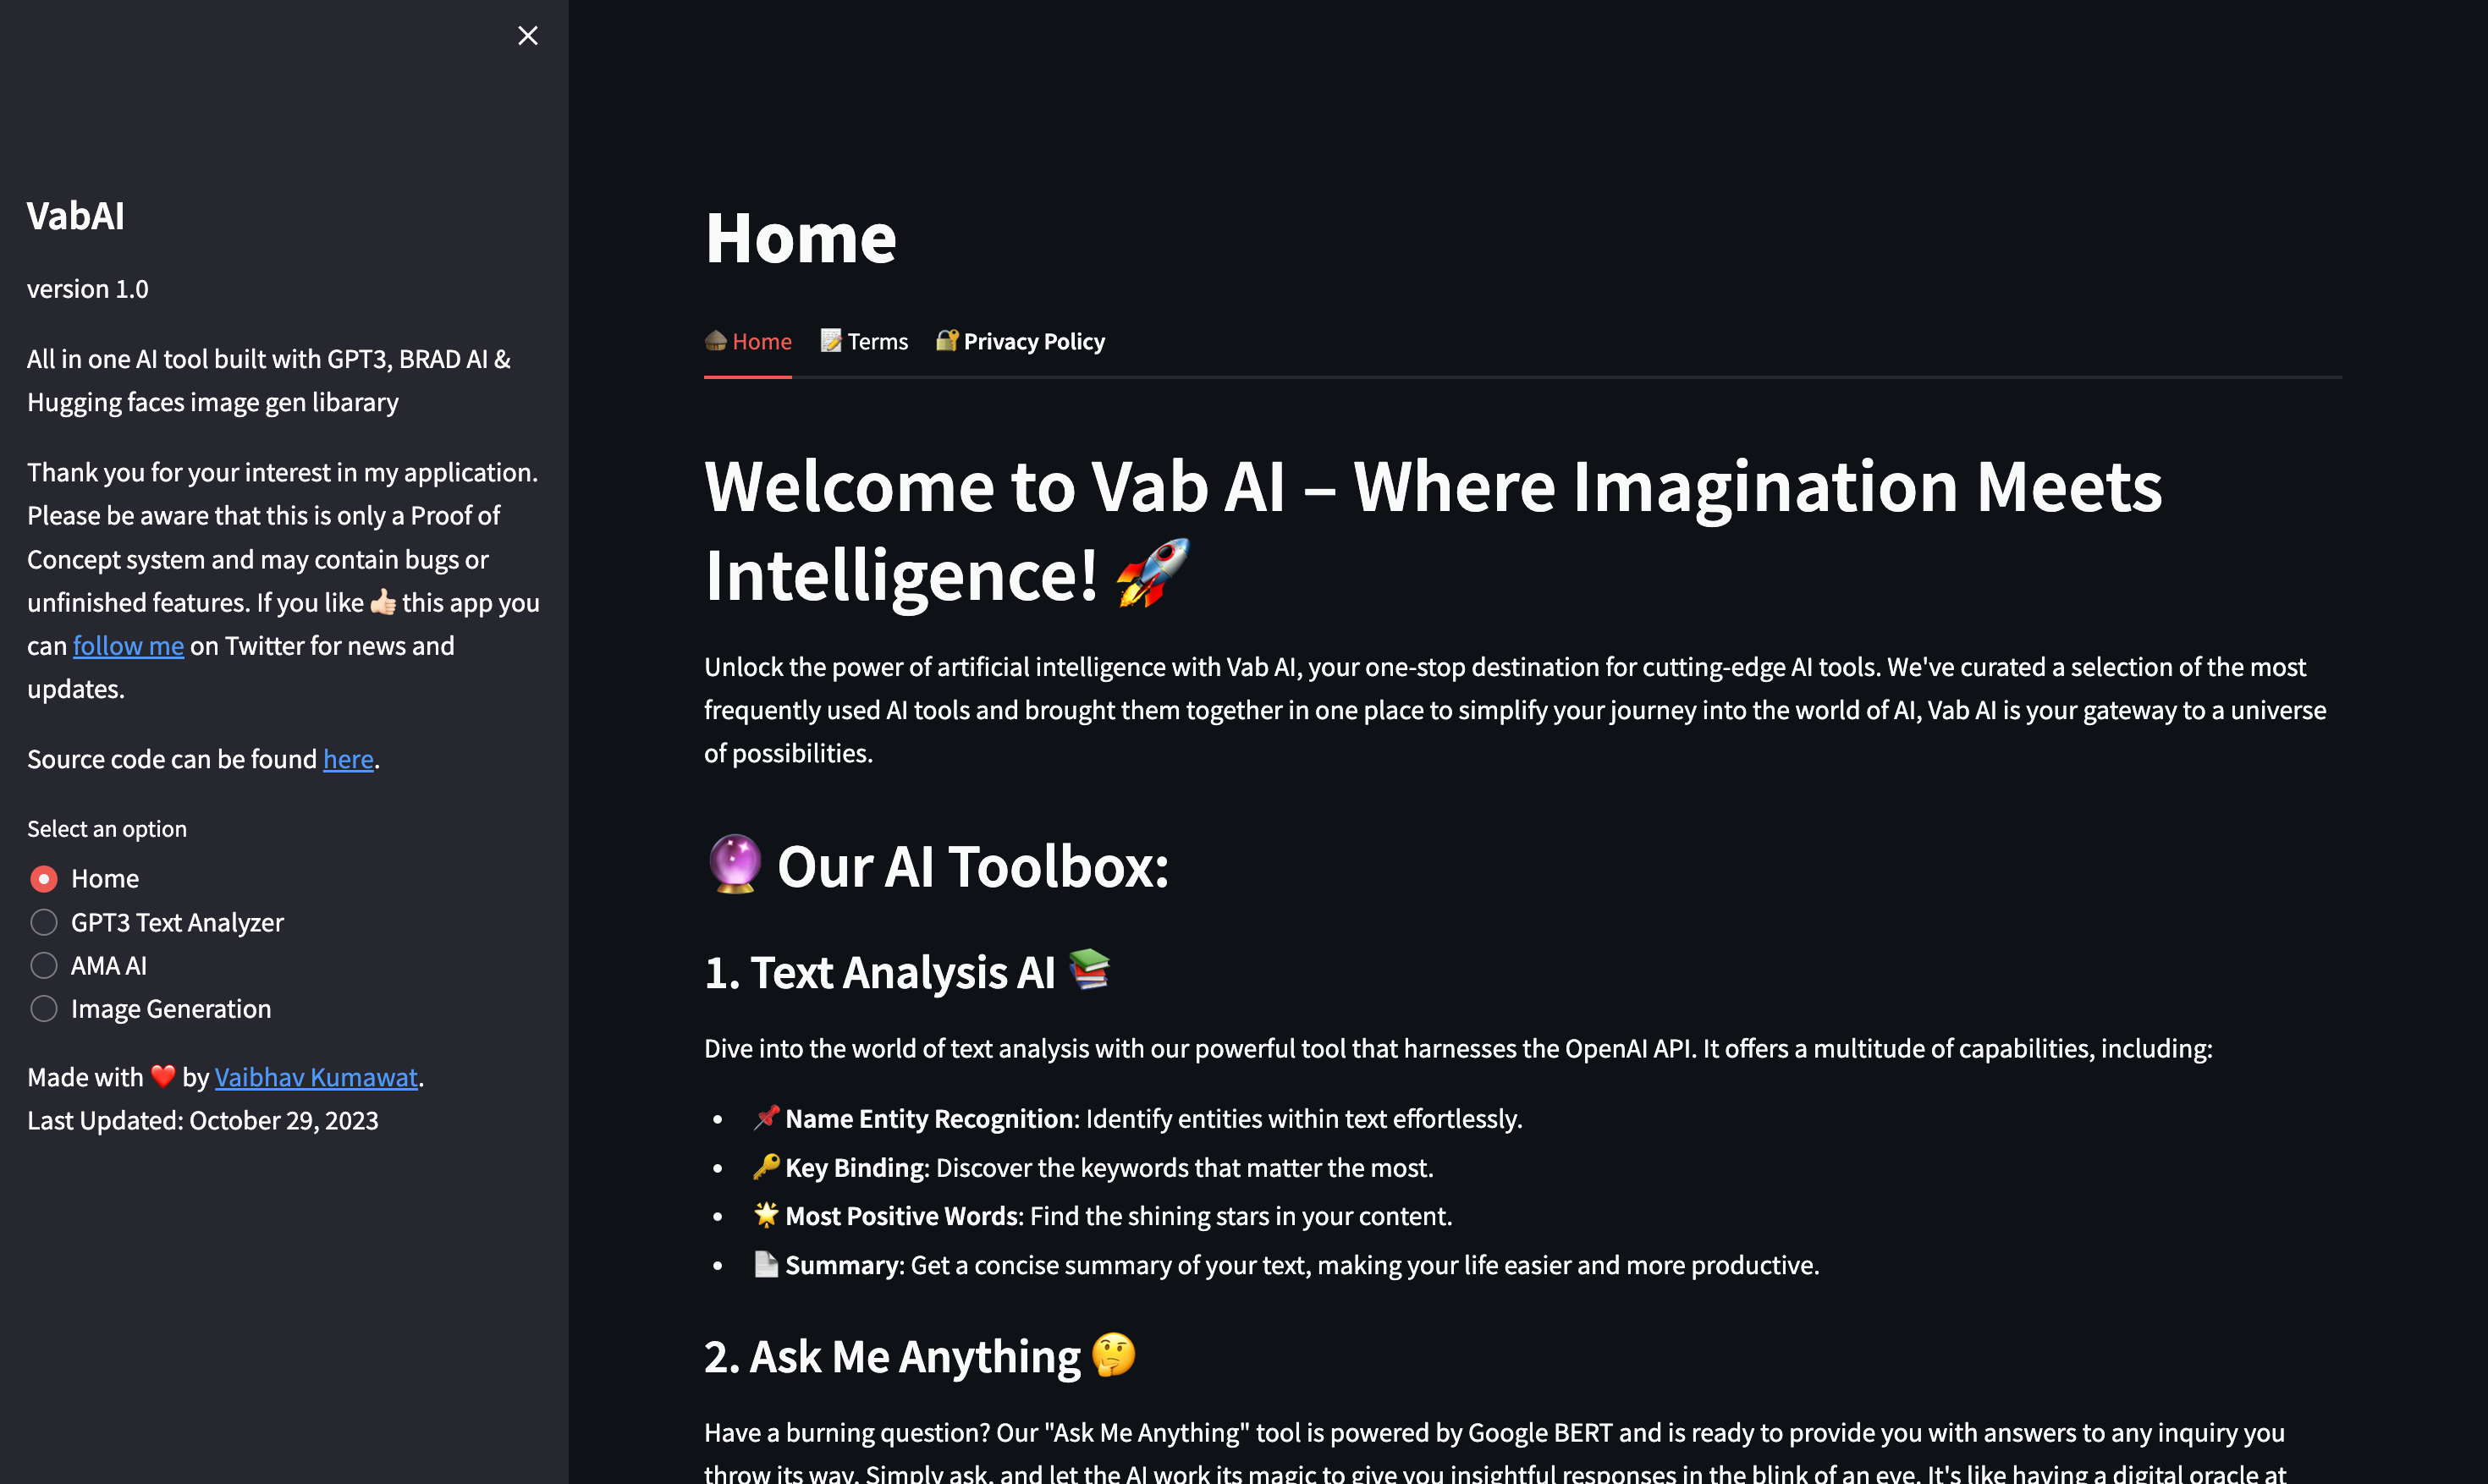 VabAI
version 1.0
All in one AI tool built with GPT3, BRAD AI &
Hugging faces image gen libarary
Thank you for your interest in my application.
Please be aware that this is only a Proof of
Concept system and may contain bugs or
unfinished features. If you like 👍🏻 this app you
can follow me on Twitter for news and
updates.
Source code can be found here.
Select an option
Home
GPT3 Text Analyzer
AMA AI
Image Generation
Made with ❤️ by Vaibhav Kumawat.
Last Updated: October 29, 2023
Home
🛖 Home 📝 Terms 🔐 Privacy Policy
Welcome to Vab AI – Where Imagination Meets
Intelligence! 🚀
Unlock the power of artificial intelligence with Vab AI, your one-stop destination for cutting-edge AI tools. We've curated a selection of the most
frequently used AI tools and brought them together in one place to simplify your journey into the world of AI, Vab AI is your gateway to a universe
of possibilities.
🔮 Our AI Toolbox:
1. Text Analysis AI 📚
Dive into the world of text analysis with our powerful tool that harnesses the OpenAI API. It offers a multitude of capabilities, including:
• 📌 Name Entity Recognition: Identify entities within text effortlessly.
• 🔑 Key Binding: Discover the keywords that matter the most.
• 🌟 Most Positive Words: Find the shining stars in your content.
• 📄 Summary: Get a concise summary of your text, making your life easier and more productive.
2. Ask Me Anything 🤔
Have a burning question? Our "Ask Me Anything" tool is powered by Google BERT and is ready to provide you with answers to any inquiry you
throw its way. Simply ask, and let the AI work its magic to give you insightful responses in the blink of an eye. It's like having a digital oracle at